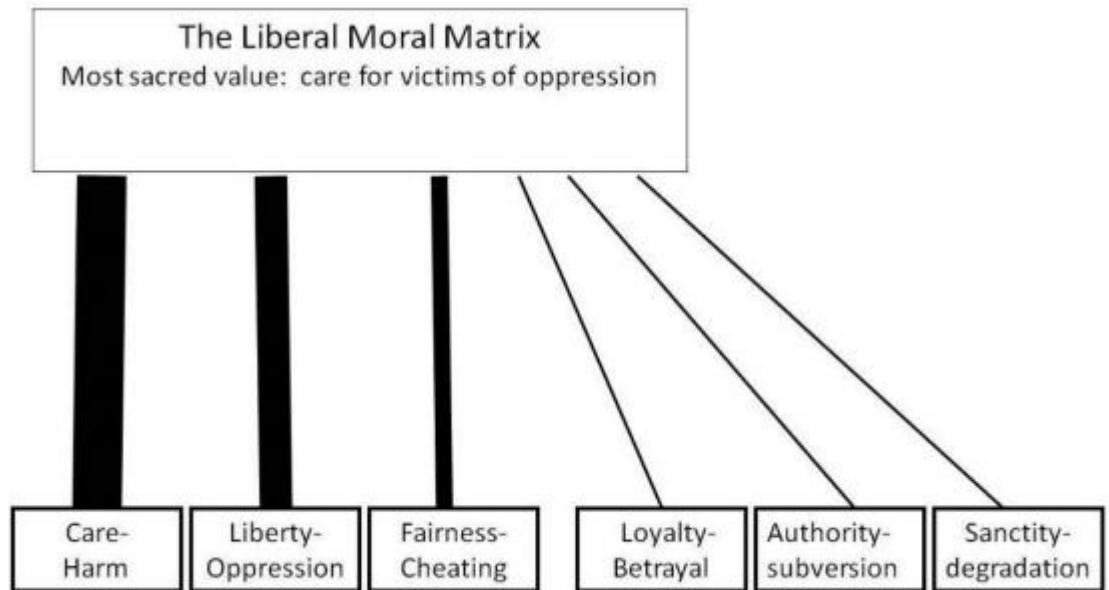 The Liberal Moral Matrix
Most sacred value: care for victims of oppression
Care-
Harm
Liberty-
Oppression
Fairness-
Cheating
Loyalty-
Betrayal
Authority-
subversion
Sanctity-
degradation